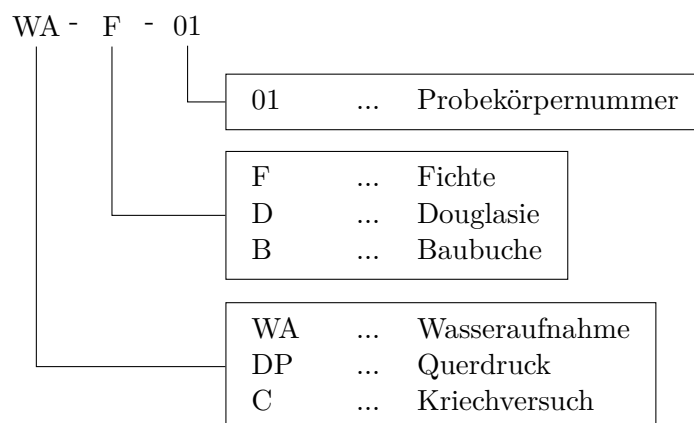 WA - F - 01
01 ... Probekörpernummer
F ... Fichte
D ... Douglasie
B ... Baubuche
WA ... Wasseraufnahme
DP ... Querdruck
C ... Kriechversuch